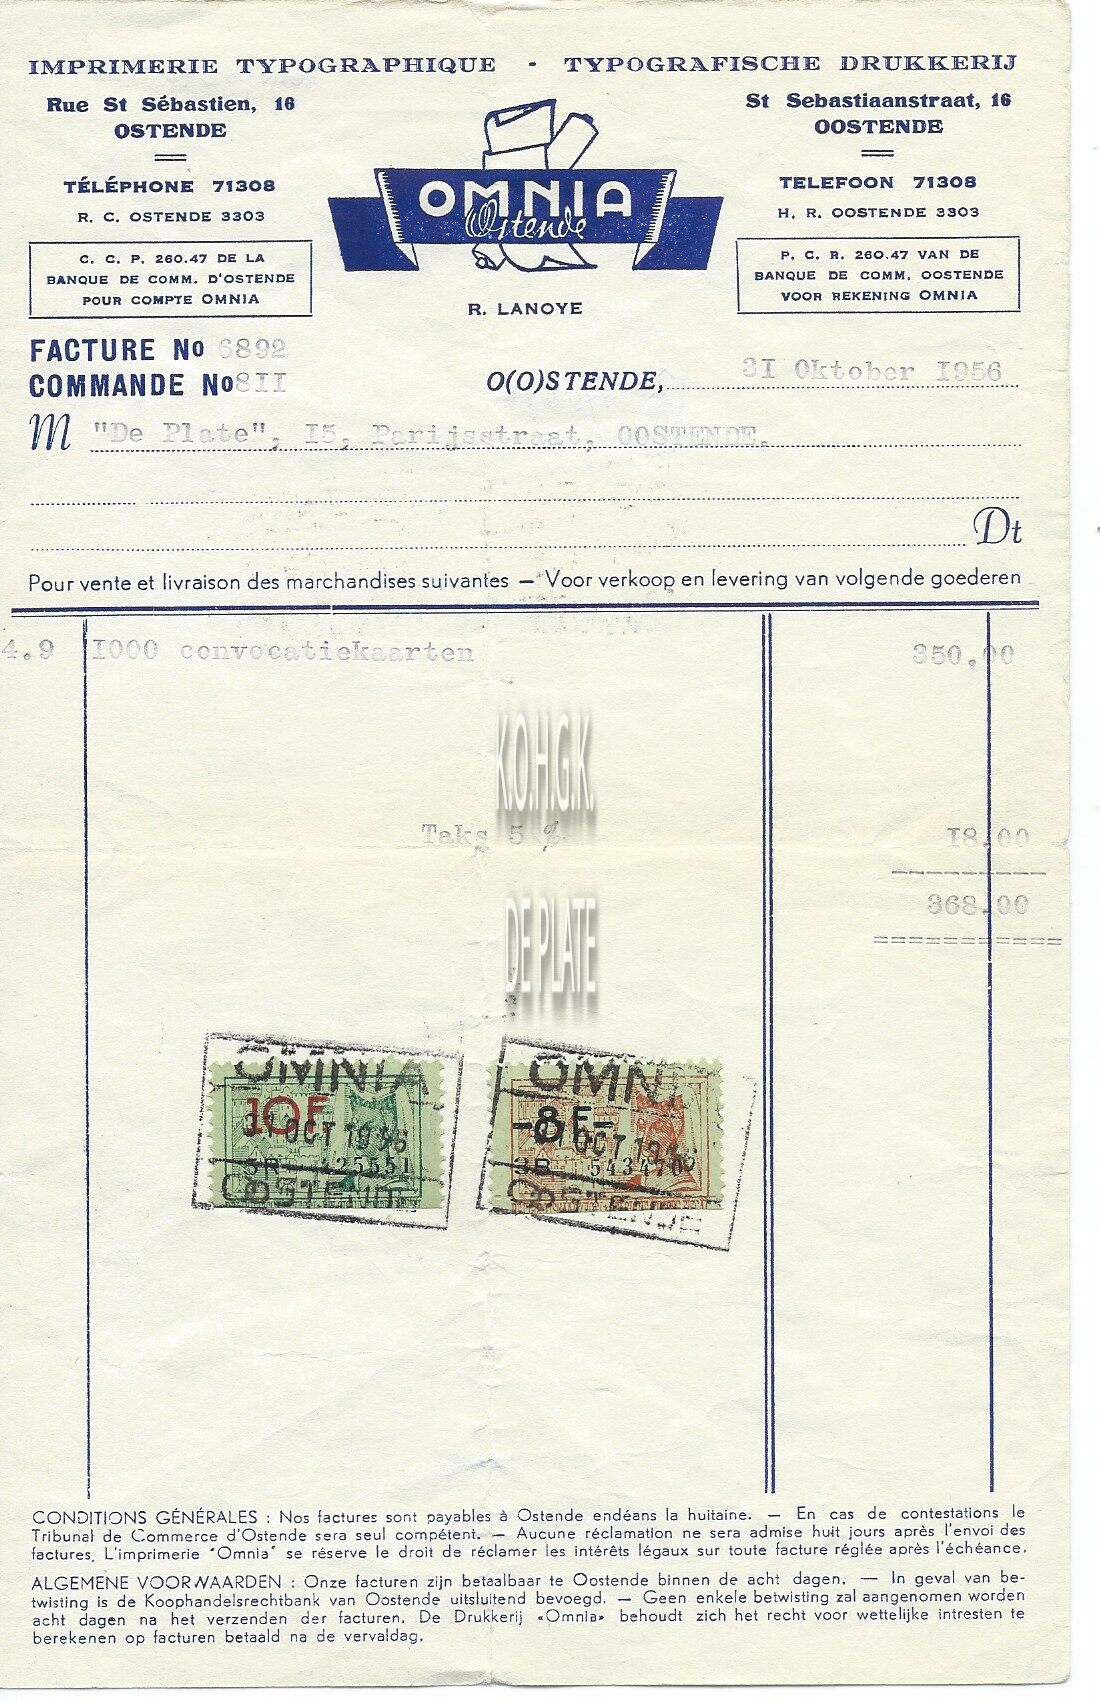 IMPRIMERIE TYPOGRAPHIQUE - TYPOGRAFISCHE DRUKKERIJ
Rue St Sébastien, 16
OSTENDE
TÉLÉPHONE 71308
R. C. OSTENDE 3303
C. C. P. 260.47 DE LA
BANQUE DE COMM. D'OSTENDE
POUR COMPTE OMNIA
OMNIA
Ostende
R. LANOYE
St Sebastiaanstraat, 16
OOSTENDE
TELEFOON 71308
H. R. OOSTENDE 3303
P. C. R. 260.47 VAN DE
BANQUE DE COMM. OOSTENDE
VOOR REKENING OMNIA
FACTURE No 6892
COMMANDE No 8II
O(O)STENDE, 3I Oktober I956
M "De Plate", I5, Parijsstraat, OOSTENDE.
Dt
Pour vente et livraison des marchandises suivantes — Voor verkoop en levering van volgende goederen
4.9 I000 convocatiekaarten 350.00
K.O.H.G.K.
Taks 5 % I8.00
368.00
DE PLATE
OMNIA
10F.
31 OCT 1956
3R 425551
OOSTENDE
OMNIA
-8F-
31 OCT 1956
3B 543470
OOSTENDE
CONDITIONS GÉNÉRALES : Nos factures sont payables à Ostende endéans la huitaine. — En cas de contestations le
Tribunal de Commerce d'Ostende sera seul compétent. — Aucune réclamation ne sera admise huit jours après l'envoi des
factures. L'imprimerie "Omnia" se réserve le droit de réclamer les intérêts légaux sur toute facture réglée après l'échéance.
ALGEMENE VOORWAARDEN : Onze facturen zijn betaalbaar te Oostende binnen de acht dagen. — In geval van be-
twisting is de Koophandelsrechtbank van Oostende uitsluitend bevoegd. — Geen enkele betwisting zal aangenomen worden
acht dagen na het verzenden der facturen. De Drukkerij «Omnia» behoudt zich het recht voor wettelijke intresten te
berekenen op facturen betaald na de vervaldag.